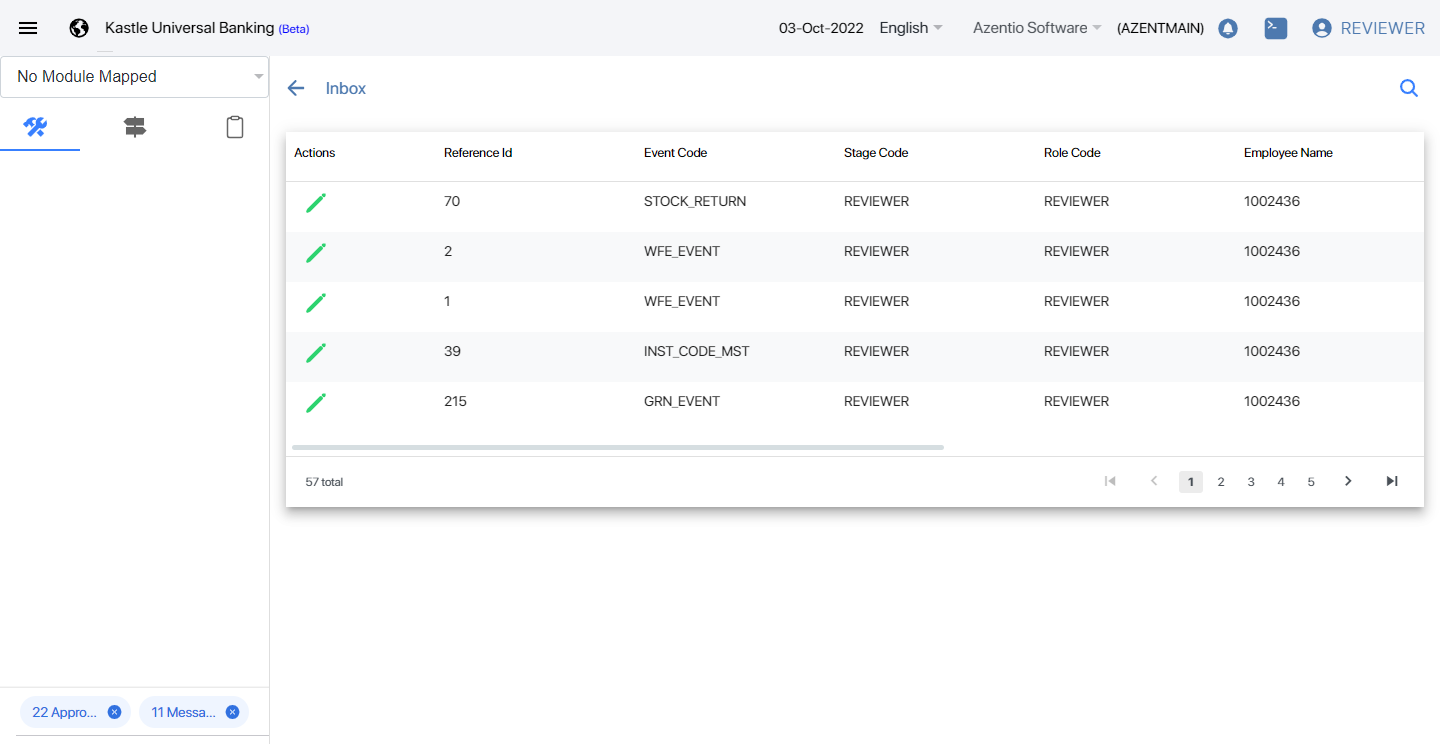 Kastle Universal Banking (Beta) 03-Oct-2022 English Azentio Software (AZENTMAIN) REVIEWER
No Module Mapped
Inbox
Actions Reference Id Event Code Stage Code Role Code Employee Name
70 STOCK_RETURN REVIEWER REVIEWER 1002436
2 WFE_EVENT REVIEWER REVIEWER 1002436
1 WFE_EVENT REVIEWER REVIEWER 1002436
39 INST_CODE_MST REVIEWER REVIEWER 1002436
215 GRN_EVENT REVIEWER REVIEWER 1002436
57 total 1 2 3 4 5
22 Appro... 11 Messa...